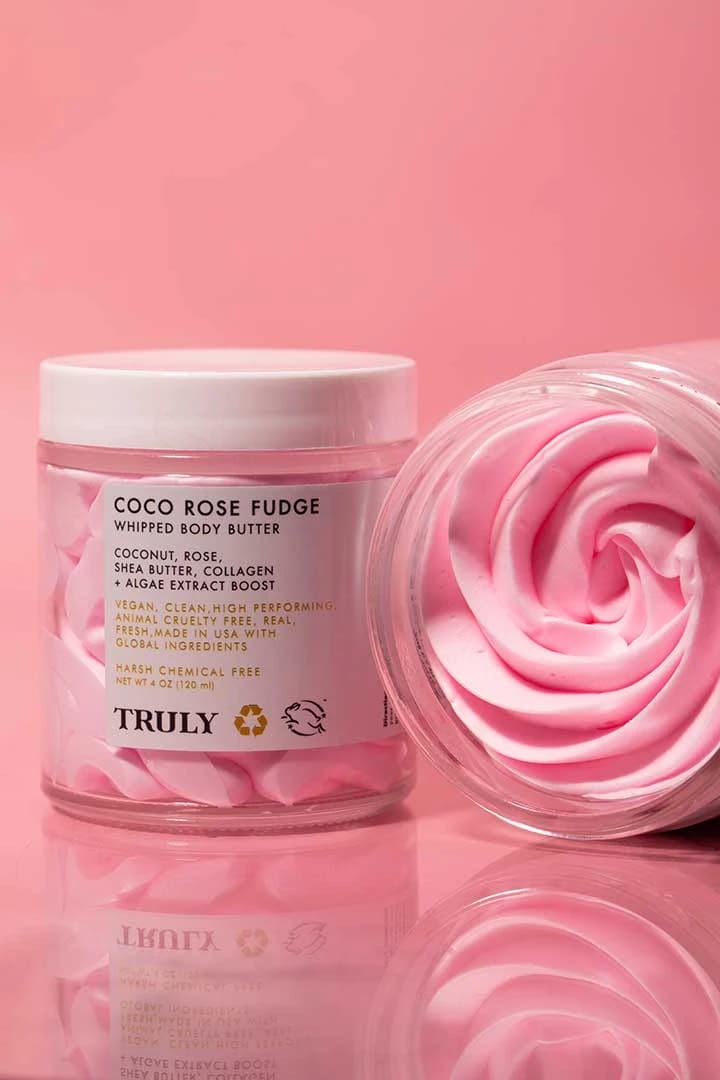 COCO ROSE FUDGE
WHIPPED BODY BUTTER
COCONUT, ROSE,
SHEA BUTTER, COLLAGEN
+ ALGAE EXTRACT BOOST
VEGAN, CLEAN,HIGH PERFORMING,
ANIMAL CRUELTY FREE, REAL,
FRESH,MADE IN USA WITH
GLOBAL INGREDIENTS
HARSH CHEMICAL FREE
NET WT 4 OZ (120 ml)
TRULY